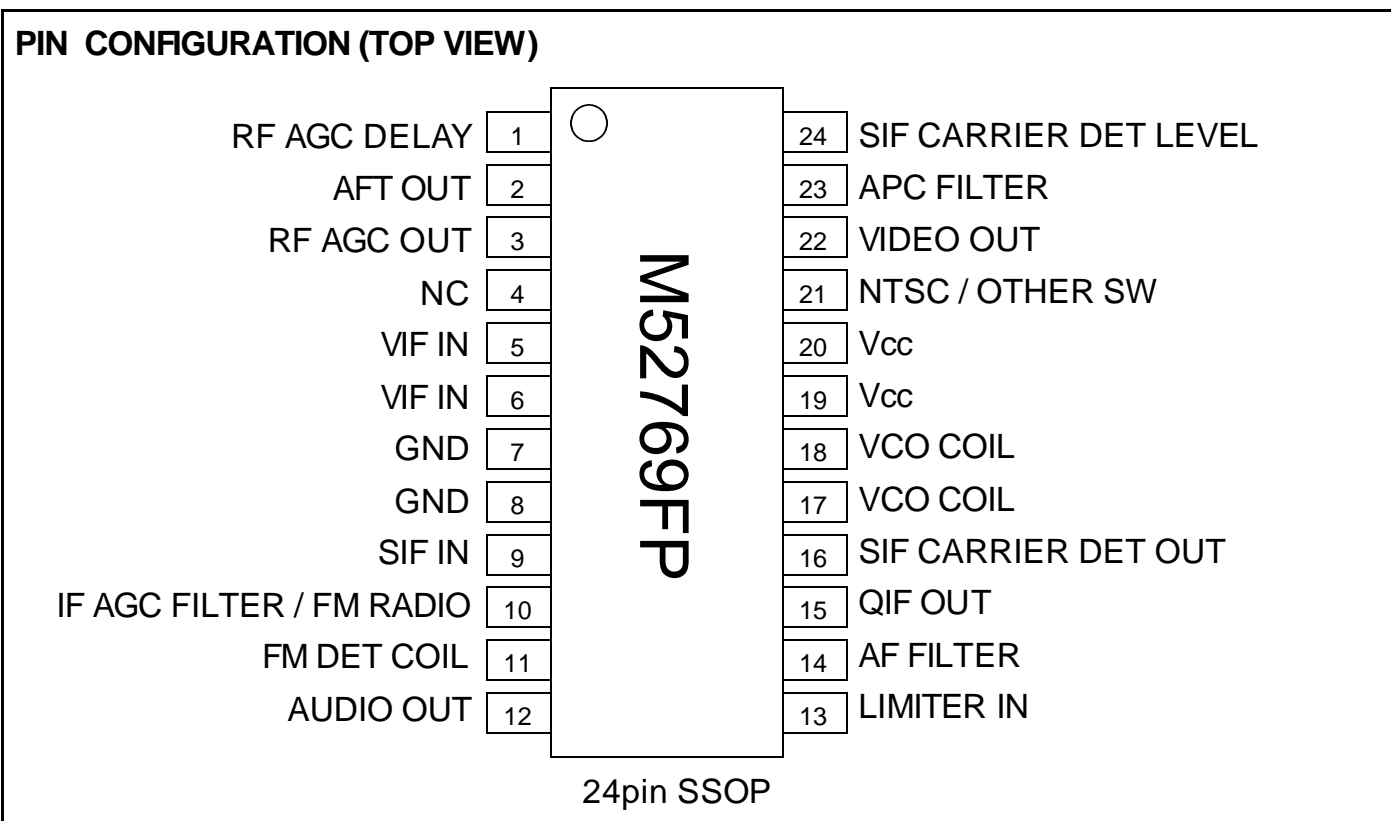 PIN CONFIGURATION (TOP VIEW)
RF AGC DELAY 1 24 SIF CARRIER DET LEVEL
AFT OUT 2 23 APC FILTER
RF AGC OUT 3 22 VIDEO OUT
NC 4 21 NTSC / OTHER SW
VIF IN 5 20 Vcc
VIF IN 6 19 Vcc
GND 7 18 VCO COIL
GND 8 17 VCO COIL
SIF IN 9 16 SIF CARRIER DET OUT
IF AGC FILTER / FM RADIO 10 15 QIF OUT
FM DET COIL 11 14 AF FILTER
AUDIO OUT 12 13 LIMITER IN
M52769FP
24pin SSOP